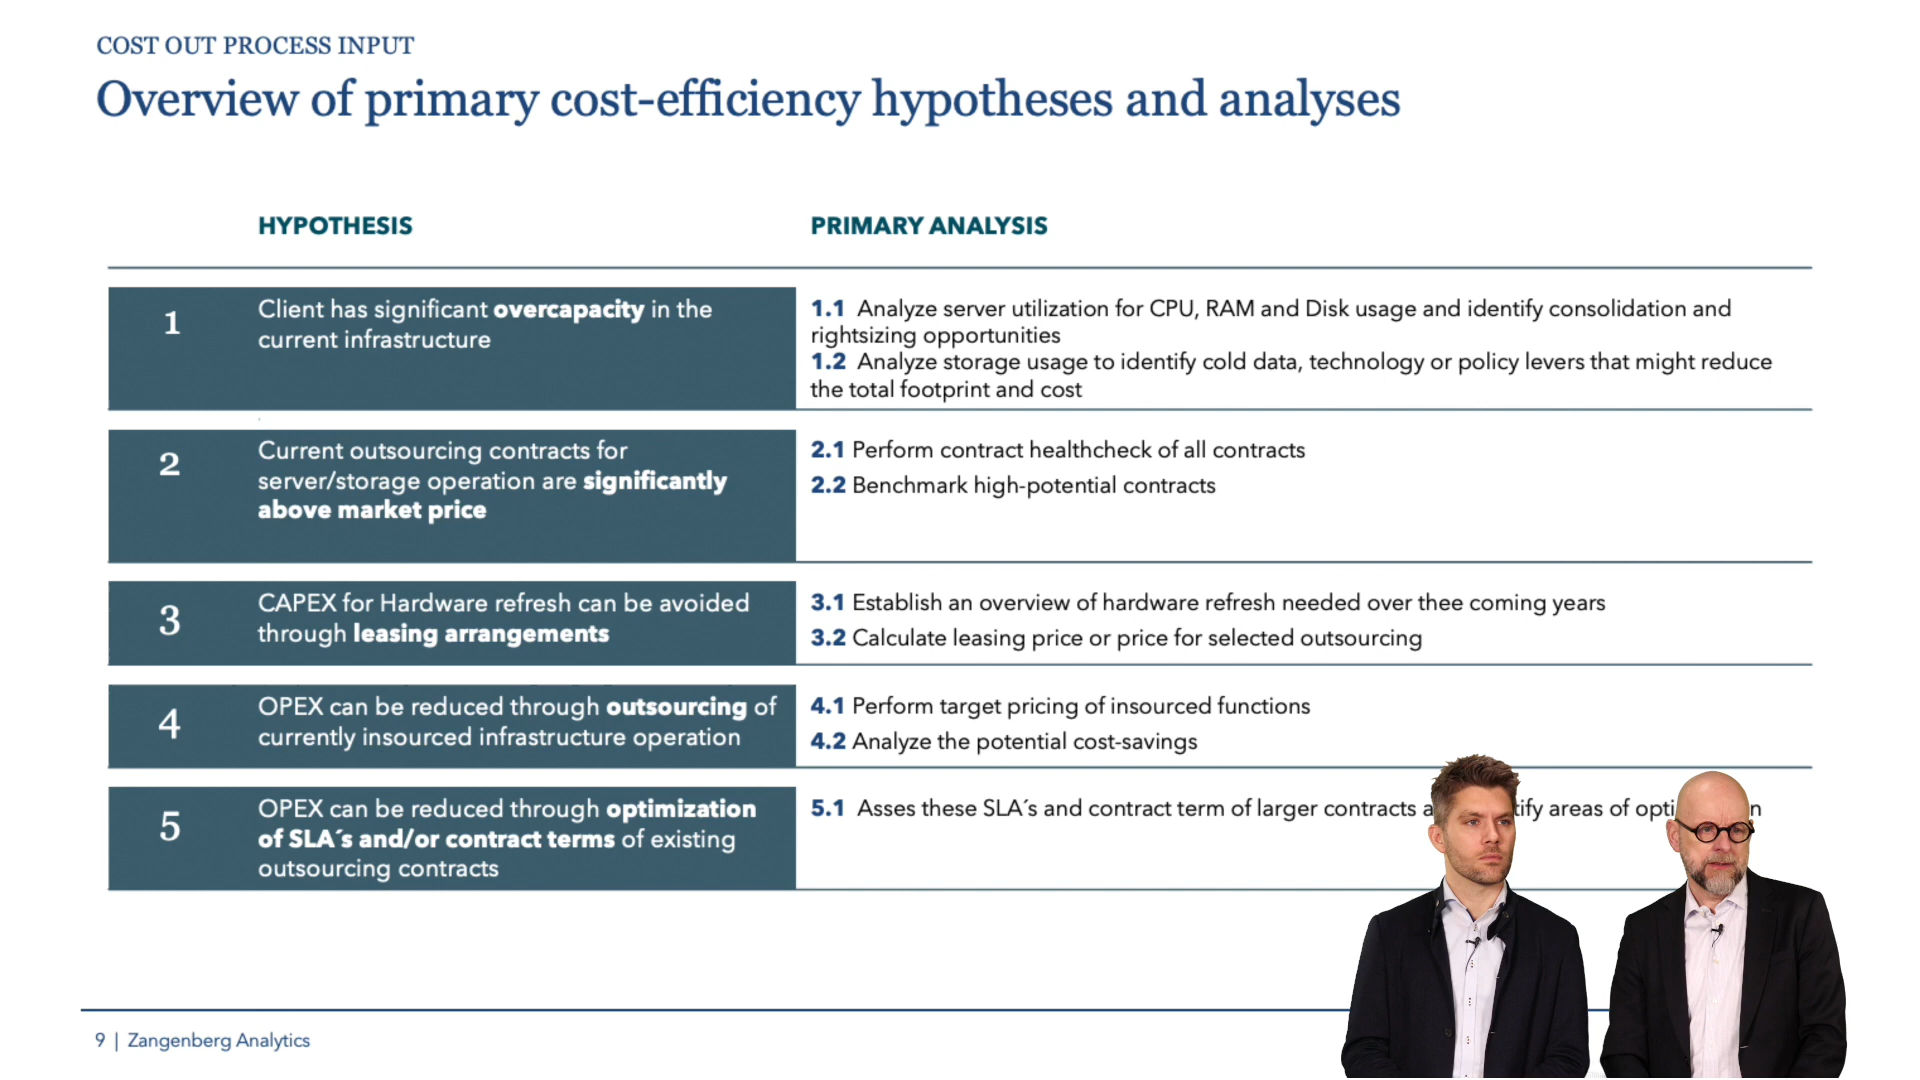 COST OUT PROCESS INPUT
Overview of primary cost-efficiency hypotheses and analyses
HYPOTHESIS
PRIMARY ANALYSIS
1
Client has significant overcapacity in the
current infrastructure
1.1 Analyze server utilization for CPU, RAM and Disk usage and identify consolidation and
rightsizing opportunities
1.2 Analyze storage usage to identify cold data, technology or policy levers that might reduce
the total footprint and cost
2
Current outsourcing contracts for
server/storage operation are significantly
above market price
2.1 Perform contract healthcheck of all contracts
2.2 Benchmark high-potential contracts
3
CAPEX for Hardware refresh can be avoided
through leasing arrangements
3.1 Establish an overview of hardware refresh needed over thee coming years
3.2 Calculate leasing price or price for selected outsourcing
4
OPEX can be reduced through outsourcing of
currently insourced infrastructure operation
4.1 Perform target pricing of insourced functions
4.2 Analyze the potential cost-savings
5
OPEX can be reduced through optimization
of SLA´s and/or contract terms of existing
outsourcing contracts
5.1 Asses these SLA´s and contract term of larger contracts areas of
9 | Zangenberg Analytics